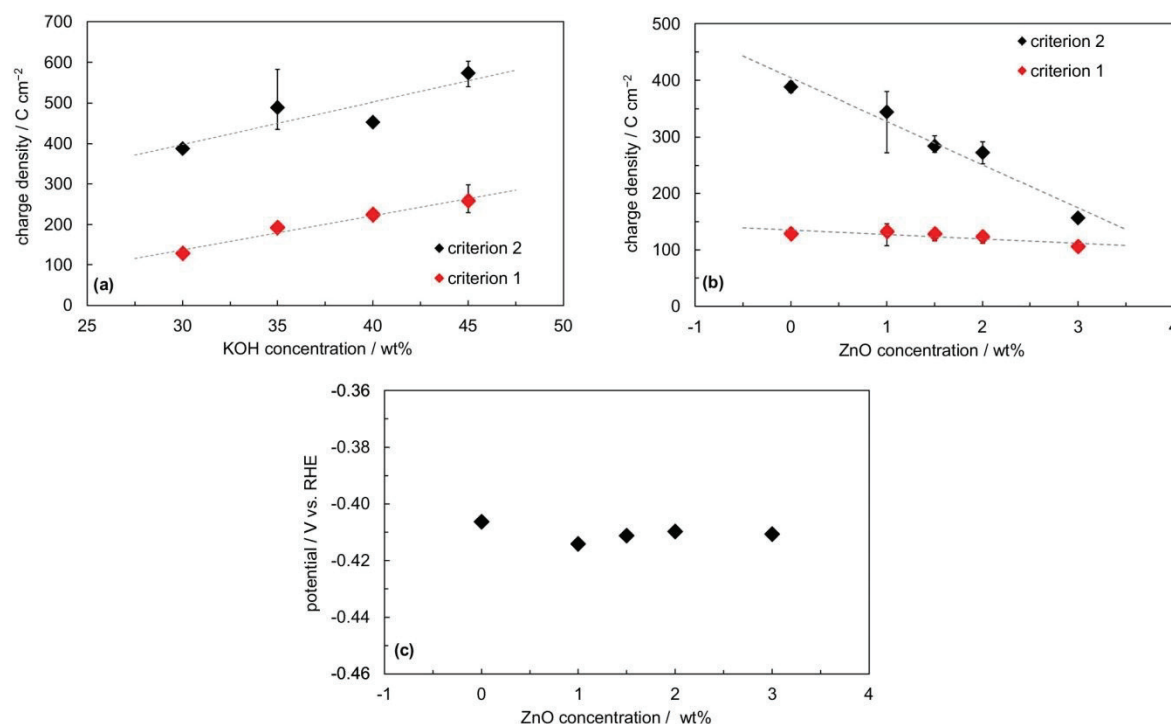 charge density / C cm⁻²
700
600
500
400
300
200
100
0
25
30
35
40
45
50
KOH concentration / wt%
criterion 2
criterion 1
(a)
charge density / C cm⁻²
500
400
300
200
100
0
-1
0
1
2
3
4
ZnO concentration / wt%
criterion 2
criterion 1
(b)
potential / V vs. RHE
-0.36
-0.38
-0.40
-0.42
-0.44
-0.46
-1
0
1
2
3
4
ZnO concentration / wt%
(c)